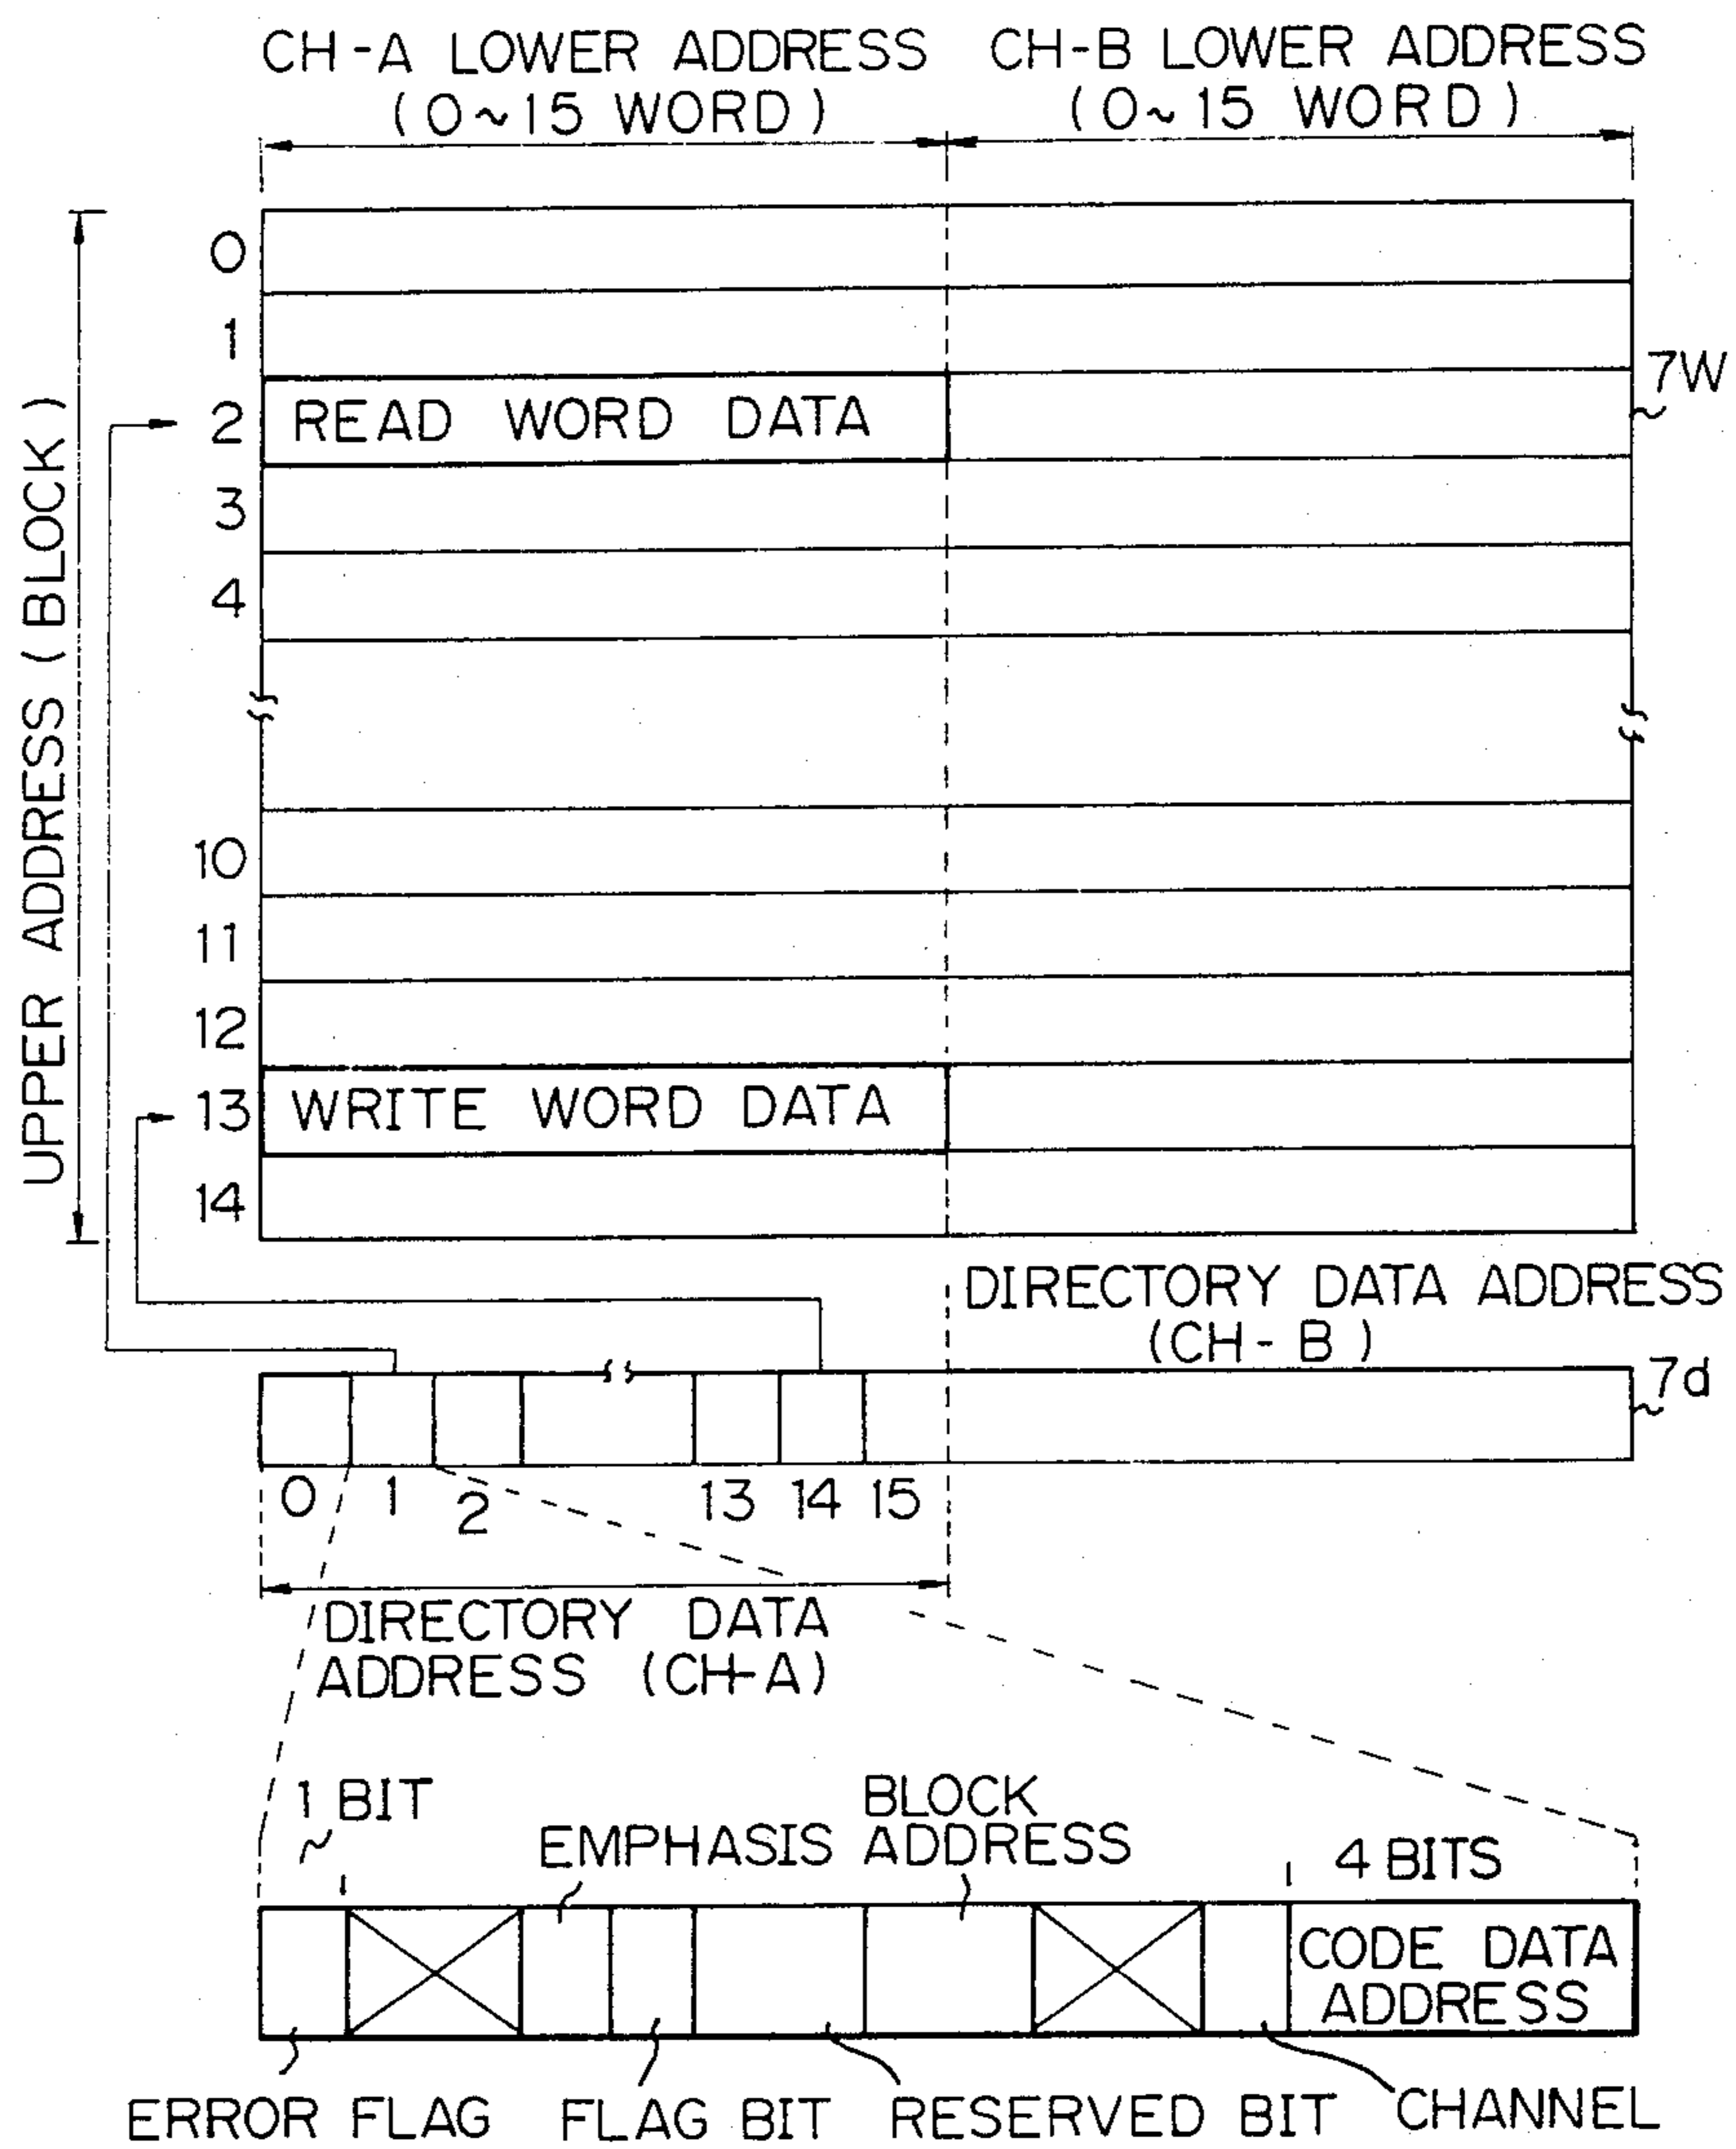 CH-A LOWER ADDRESS
(0~15 WORD)
CH-B LOWER ADDRESS
(0~15 WORD)
UPPER ADDRESS (BLOCK)
0
1
7W
2 READ WORD DATA
3
4
10
11
12
13 WRITE WORD DATA
14
DIRECTORY DATA ADDRESS
(CH-B)
7d
0 1 2 13 14 15
DIRECTORY DATA
ADDRESS (CH-A)
1 BIT
EMPHASIS
BLOCK
ADDRESS
4 BITS
CODE DATA
ADDRESS
ERROR FLAG
FLAG BIT
RESERVED BIT
CHANNEL